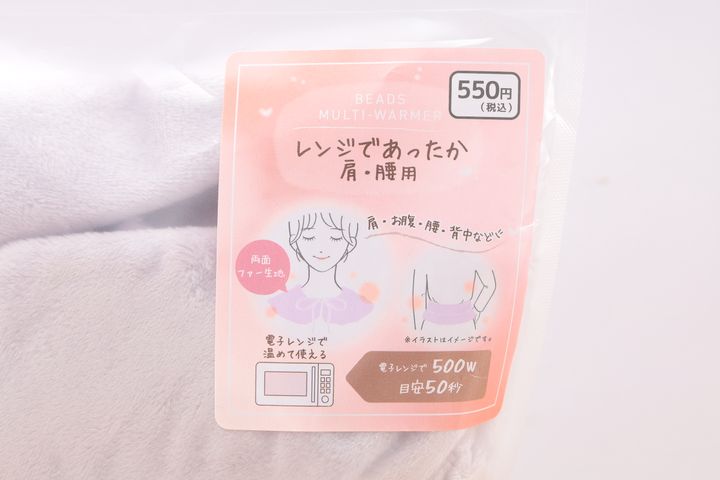 550円
(税込)
BEADS
MULTI-WARMER
レンジであったか
肩・腰用
肩・お腹・腰・背中などに
両面
ファー生地
※イラストはイメージです。
電子レンジで
温めて使える
電子レンジで 500W
目安50秒